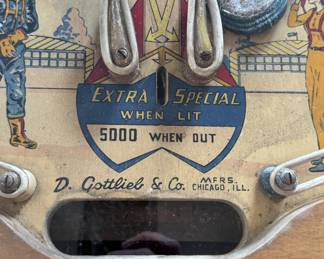 EXTRA SPECIAL
WHEN LIT
5000 WHEN OUT
D. Gottlieb & Co. MFRS.
CHICAGO, ILL.